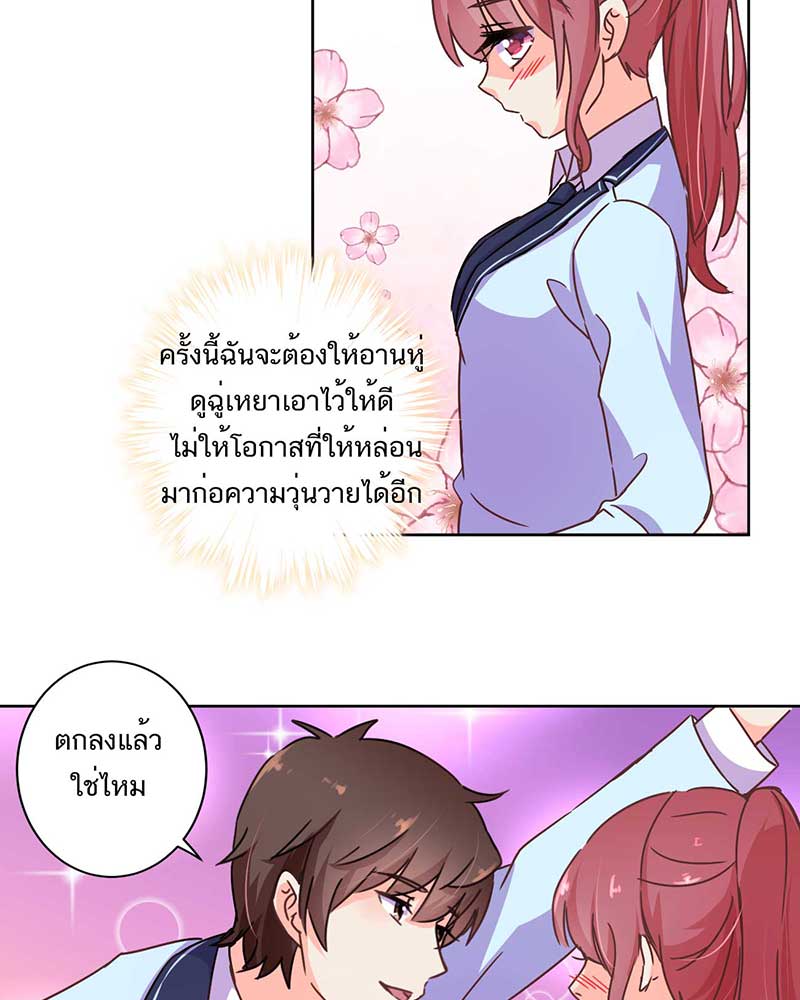 ครั้งนี้ฉันจะต้องให้อานหู่
ดูฉู่เหยาเอาไว้ให้ดี
ไม่ให้โอกาสที่ให้หล่อน
มาก่อความวุ่นวายได้อีก
ตกลงแล้ว
ใช่ไหม